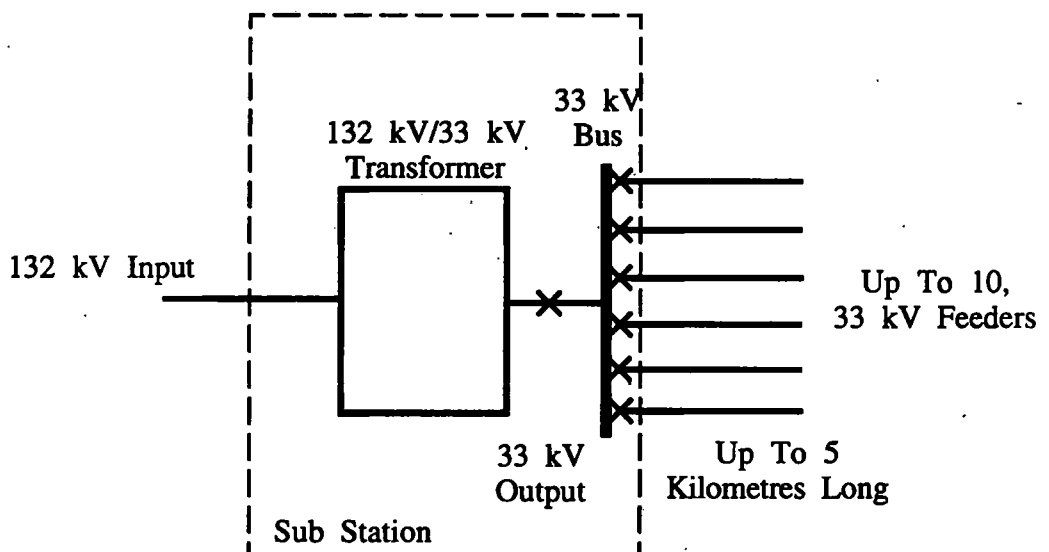 33 kV
Bus
132 kV/33 kV
Transformer
132 kV Input
Up To 10,
33 kV Feeders
33 kV
Output
Up To 5
Kilometres Long
Sub Station